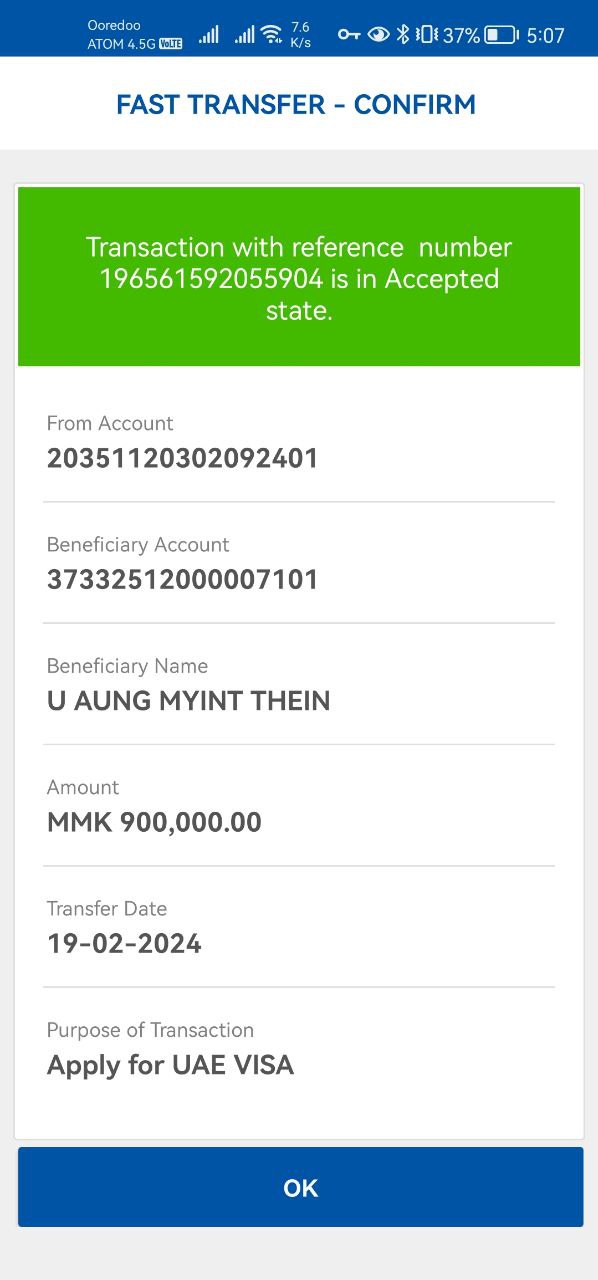 Ooredoo
ATOM 4.5G VoLTE
7.6
K/s
37%
5:07
FAST TRANSFER - CONFIRM
Transaction with reference number
196561592055904 is in Accepted
state.
From Account
20351120302092401
Beneficiary Account
37332512000007101
Beneficiary Name
U AUNG MYINT THEIN
Amount
MMK 900,000.00
Transfer Date
19-02-2024
Purpose of Transaction
Apply for UAE VISA
OK